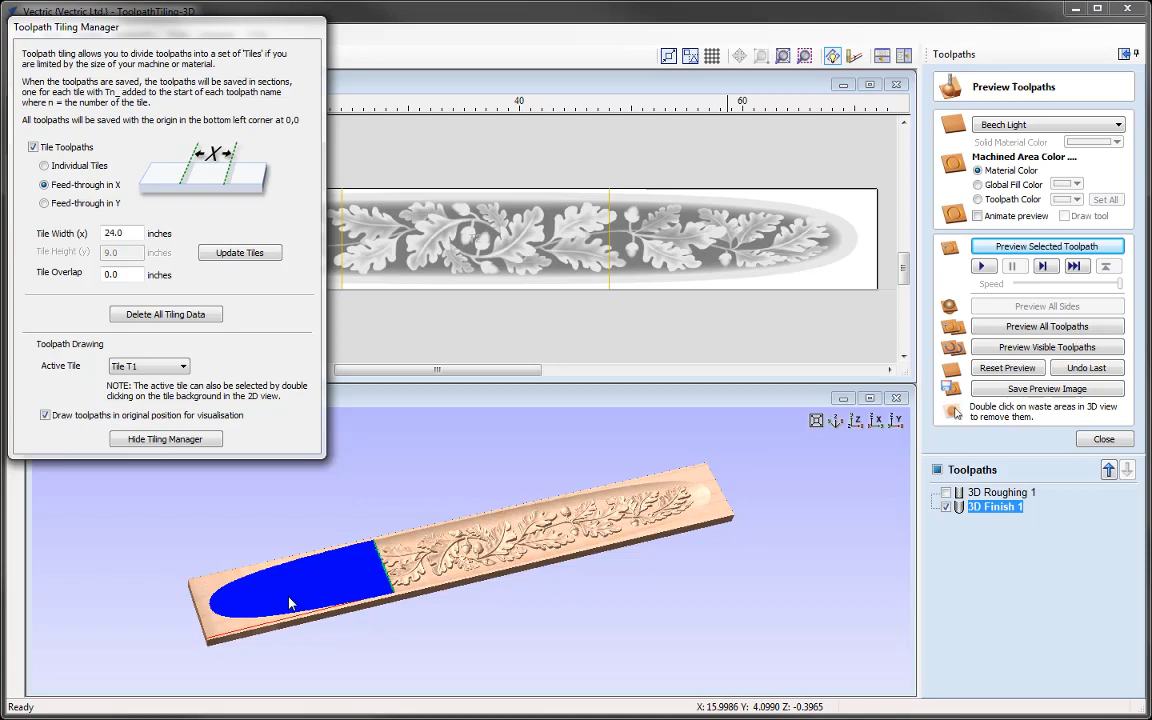 Vectric {Vectric Ltd.} - ToolpathTiling-3D
Toolpath Tiling Manager
Toolpath tiling allows you to divide toolpaths into a set of 'Tiles' if you
are limited by the size of your machine or material.
When the toolpaths are saved, the toolpaths will be saved in sections,
one for each tile with Tn_ added to the start of each toolpath name
where n = the number of the tile.
All toolpaths will be saved with the origin in the bottom left corner at 0,0
Tile Toolpaths
X
Individual Tiles
Feed-through in X
Feed-through in Y
Tile Width (x) 24.0 inches
Tile Height (y) 9.0 inches
Update Tiles
Tile Overlap 0.0 inches
Delete All Tiling Data
Toolpath Drawing
Active Tile Tile T1
NOTE: The active tile can also be selected by double
clicking on the tile background in the 2D view.
Draw toolpaths in original position for visualisation
Hide Tiling Manager
40 60
Z X Y
Toolpaths
Preview Toolpaths
Beech Light
Solid Material Color
Machined Area Color ....
Material Color
Global Fill Color
Toolpath Color Set All
Animate preview Draw tool
Preview Selected Toolpath
Speed
Preview All Sides
Preview All Toolpaths
Preview Visible Toolpaths
Reset Preview Undo Last
Save Preview Image
Double click on waste areas in 3D view
to remove them.
Close
Toolpaths
3D Roughing 1
3D Finish 1
Ready
X: 15.9986 Y: 4.0990 Z: -0.3965